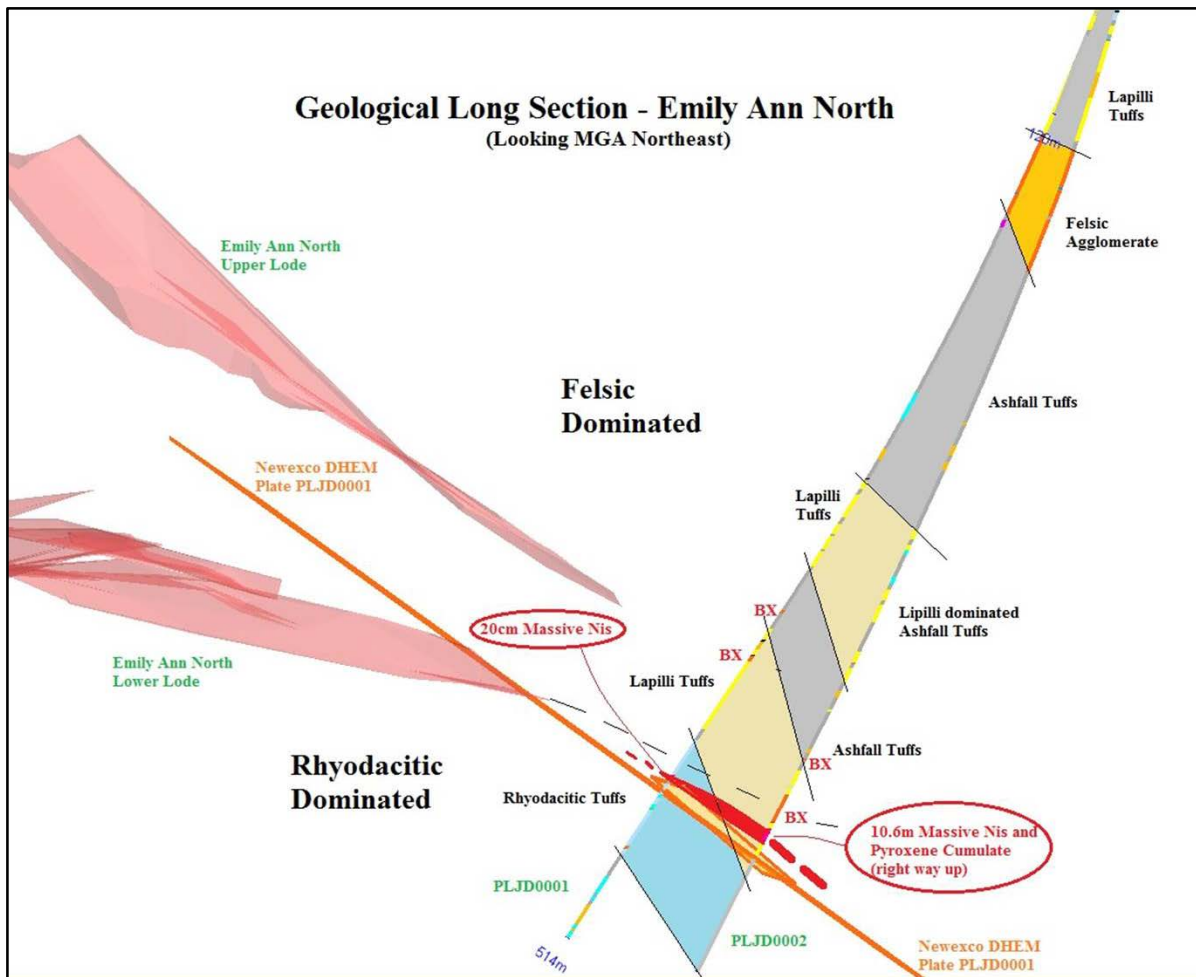 Geological Long Section - Emily Ann North
(Looking MGA Northeast)
Lapilli
Tuffs
126m
Felsic
Agglomerate
Emily Ann North
Upper Lode
Felsic
Dominated
Ashfall Tuffs
Newexco DHEM
Plate PLJD0001
Lapilli
Tuffs
Lipilli dominated
Ashfall Tuffs
BX
20cm Massive Nis
BX
Emily Ann North
Lower Lode
Lapilli Tuffs
Ashfall Tuffs
BX
Rhyodacitic
Dominated
Rhyodacitic Tuffs
BX
10.6m Massive Nis and
Pyroxene Cumulate
(right way up)
PLJD0001
PLJD0002
514m
Newexco DHEM
Plate PLJD0001